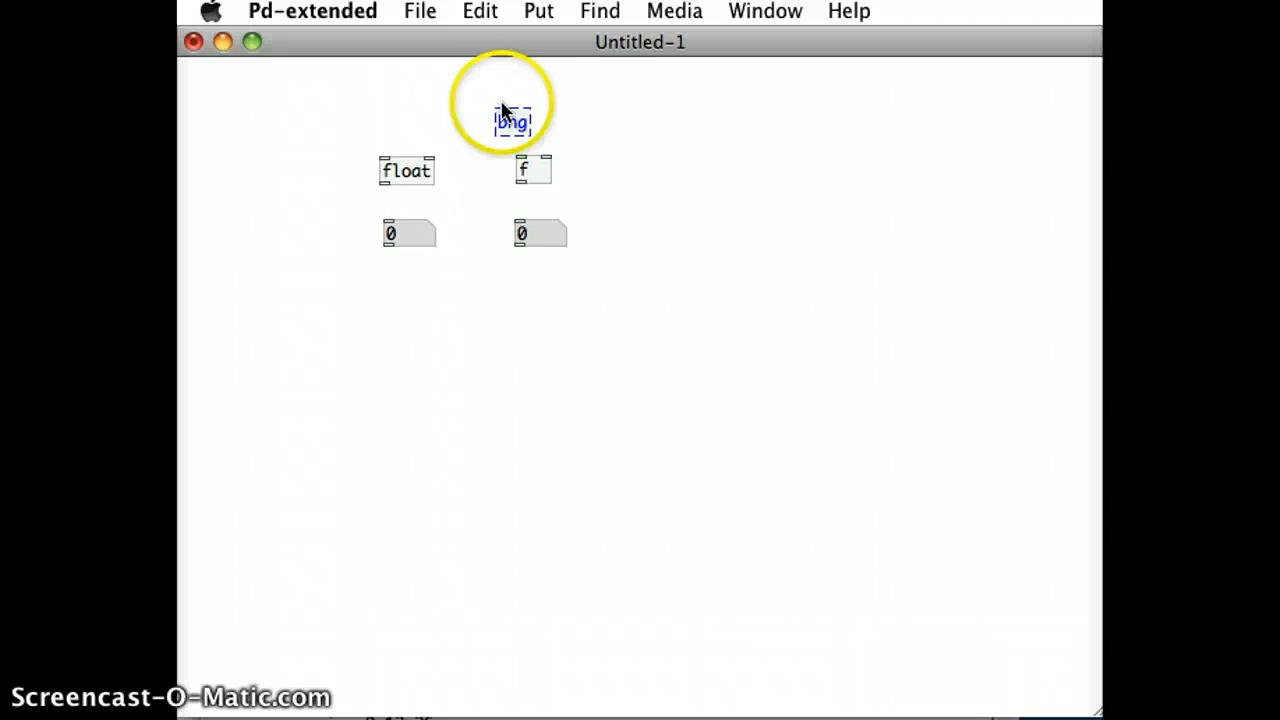 Pd-extended File Edit Put Find Media Window Help
Untitled-1
bng
float f
0 0
Screencast-O-Matic.com